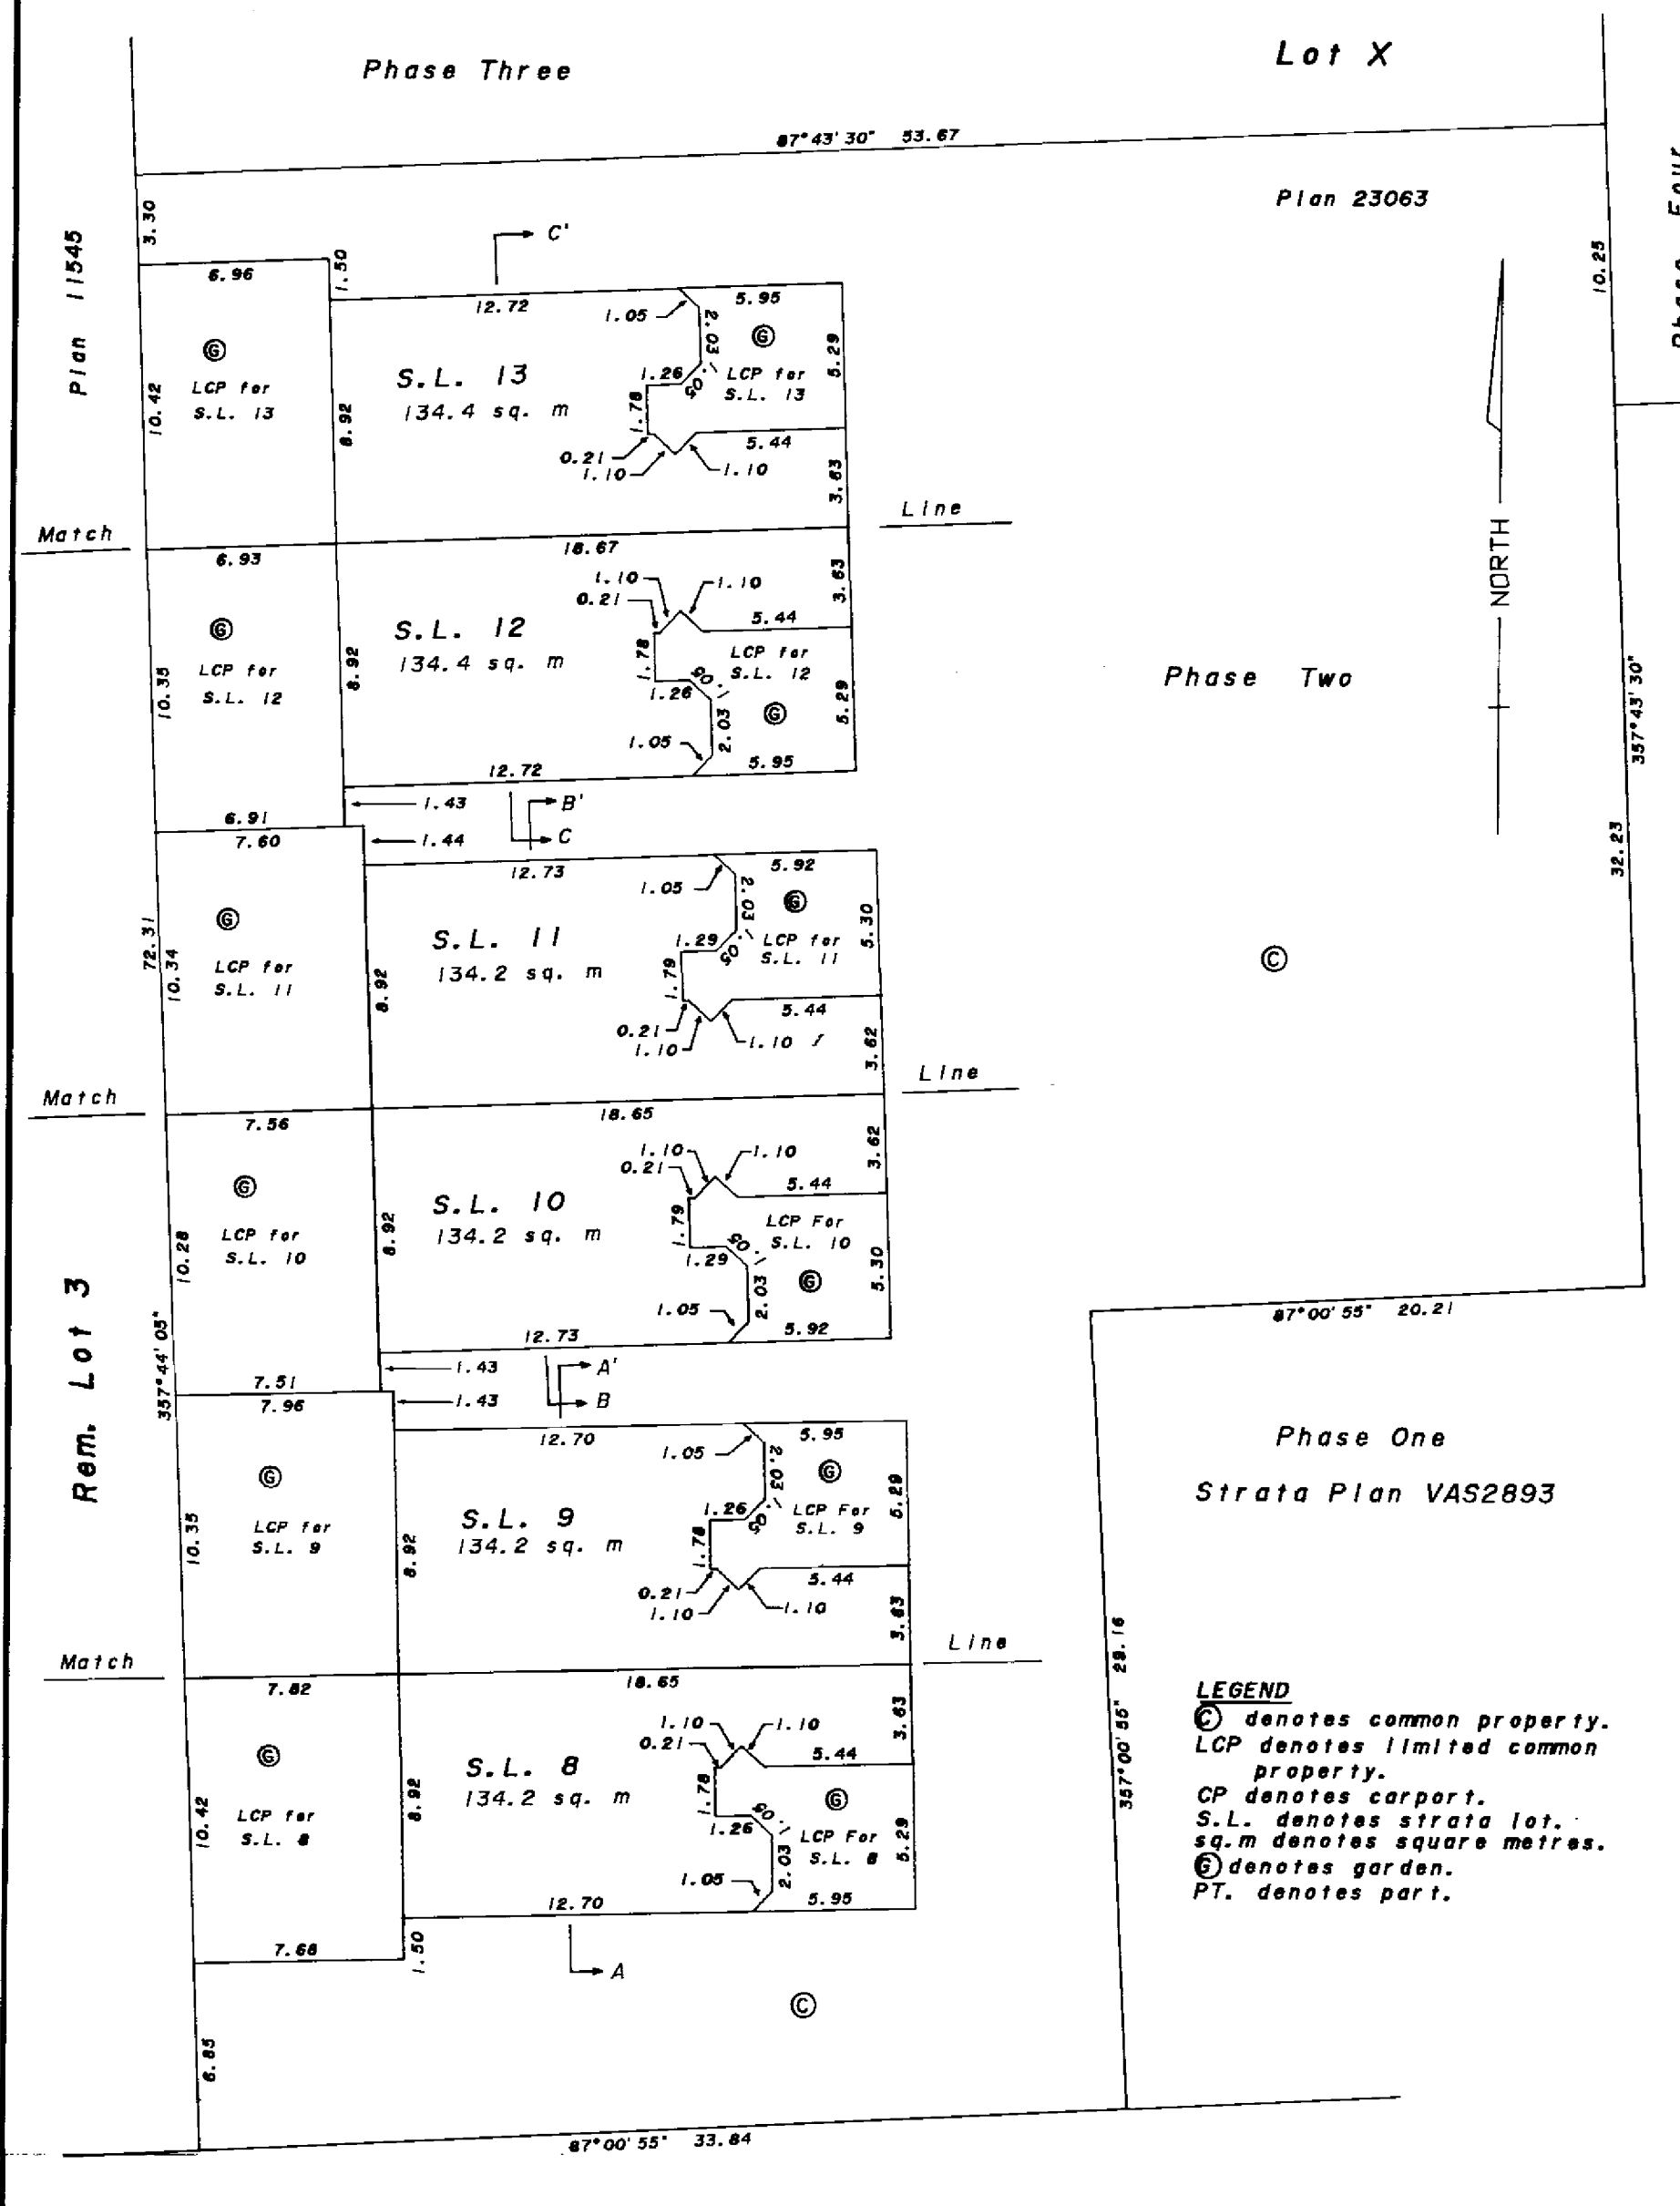 Phase Three
Lot X
87°43'30" 53.67
Plan 23063
Phase Four
Plan 11545
3.30
C'
10.25
6.96
1.50
12.72
1.05
5.95
2.03
5.29
LCP for
S.L. 13
10.42
8.92
S.L. 13
134.4 sq. m
1.26
1.05
LCP for
S.L. 13
1.78
5.44
0.21
1.10
1.10
3.63
Match
Line
6.93
18.67
1.10
1.10
0.21
3.63
5.44
S.L. 12
134.4 sq. m
1.78
LCP for
S.L. 12
LCP for
S.L. 12
10.35
8.92
1.26
1.05
2.03
5.29
1.05
5.95
12.72
NORTH
Phase Two
357°43'30"
32.23
1.43
B'
6.91
7.60
1.44
C
12.73
1.05
5.92
2.03
5.30
72.31
10.34
LCP for
S.L. 11
8.92
S.L. 11
134.2 sq. m
1.29
1.05
LCP for
S.L. 11
1.79
5.44
0.21
1.10
1.10
3.62
C
Match
Line
7.56
18.65
1.10
1.10
0.21
3.62
5.44
S.L. 10
134.2 sq. m
1.79
LCP For
S.L. 10
10.28
LCP for
S.L. 10
8.92
1.29
1.05
2.03
5.30
1.05
5.92
12.73
87°00'55" 20.21
Rem. Lot 3
357°44'05"
1.43
A'
7.51
7.96
1.43
B
12.70
1.05
5.95
2.03
5.29
Phase One
Strata Plan VAS2893
10.35
LCP for
S.L. 9
8.92
S.L. 9
134.2 sq. m
1.26
1.05
LCP For
S.L. 9
1.78
5.44
0.21
1.10
1.10
3.63
Match
Line
7.82
18.65
1.10
1.10
0.21
3.63
5.44
357°00'55" 29.16
S.L. 8
134.2 sq. m
1.78
10.42
LCP for
S.L. 8
8.92
1.26
1.05
LCP For
S.L. 8
2.03
5.29
1.05
5.95
12.70
7.68
1.50
A
LEGEND
C denotes common property.
LCP denotes limited common
property.
CP denotes carport.
S.L. denotes strata lot.
sq.m denotes square metres.
G denotes garden.
PT. denotes part.
C
6.85
87°00'55" 33.84
G
G
G
G
G
G
G
G
G
G
G
G